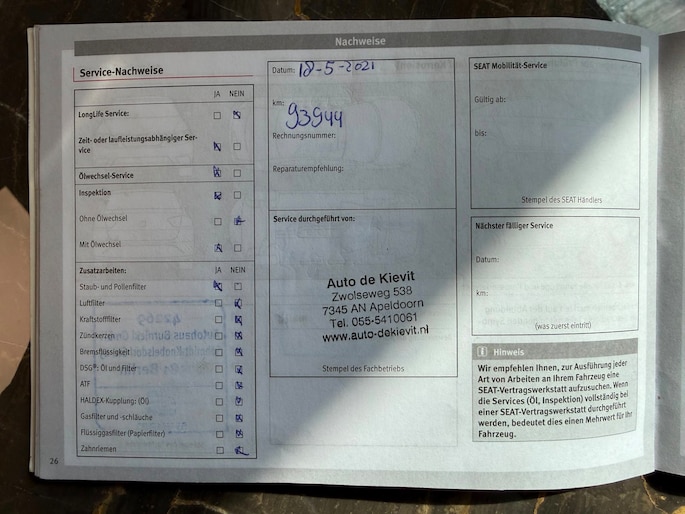 Nachweise
Service-Nachweise
JA NEIN
LongLife Service:
Zeit- oder laufleistungsabhängiger Ser-
vice
Ölwechsel-Service
Inspektion
Ohne Ölwechsel
Mit Ölwechsel
Zusatzarbeiten: JA NEIN
Staub- und Pollenfilter
Luftfilter
Kraftstofffilter
Zündkerzen
Bremsflüssigkeit
DSG®: Öl und Filter
ATF
HALDEX-Kupplung: (Öl)
Gasfilter und -schläuche
Flüssiggasfilter (Papierfilter)
Zahnriemen
26
Datum: 18-5-2021
km: 93944
Rechnungsnummer:
Reparaturempfehlung:
Service durchgeführt von:
Auto de Kievit
Zwolseweg 538
7345 AN Apeldoorn
Tel. 055-5410061
www.auto-dekievit.nl
Stempel des Fachbetriebs
SEAT Mobilität-Service
Gültig ab:
bis:
Stempel des SEAT Händlers
Nächster fälliger Service
Datum:
km:
(was zuerst eintritt)
Hinweis
Wir empfehlen Ihnen, zur Ausführung jeder
Art von Arbeiten an Ihrem Fahrzeug eine
SEAT-Vertragswerkstatt aufzusuchen. Wenn
die Services (Öl, Inspektion) vollständig bei
einer SEAT-Vertragswerkstatt durchgeführt
werden, bedeutet dies einen Mehrwert für Ihr
Fahrzeug.